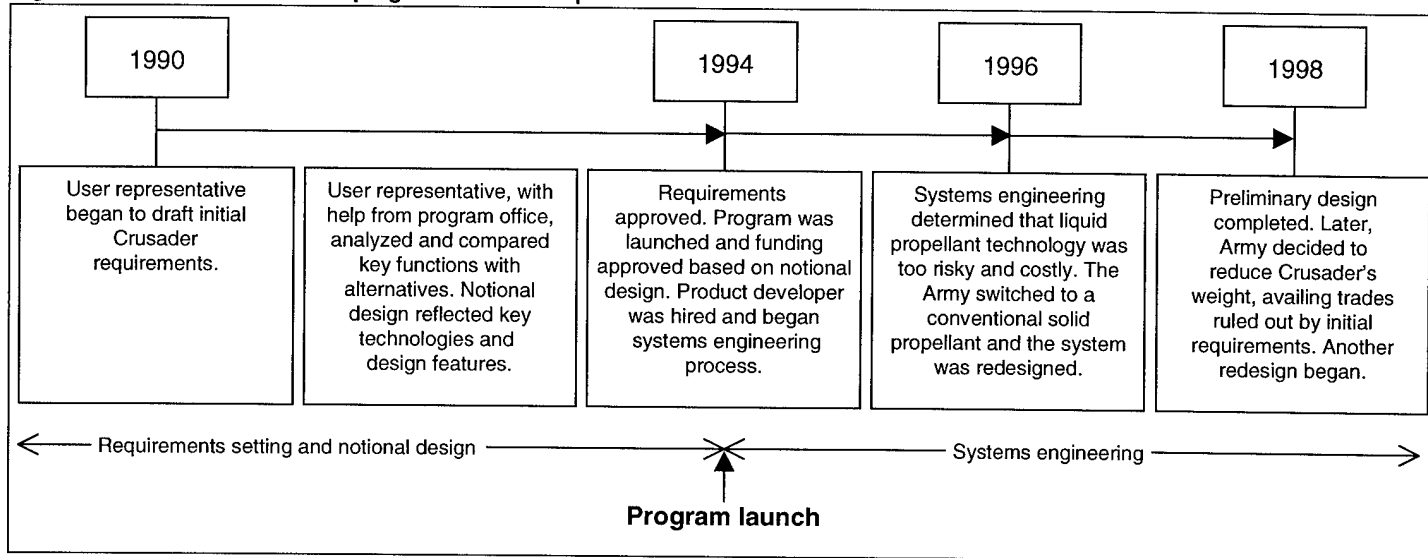 1990
1994
1996
1998
User representative
began to draft initial
Crusader
requirements.
User representative, with
help from program office,
analyzed and compared
key functions with
alternatives. Notional
design reflected key
technologies and
design features.
Requirements
approved. Program was
launched and funding
approved based on notional
design. Product developer
was hired and began
systems engineering
process.
Systems engineering
determined that liquid
propellant technology was
too risky and costly. The
Army switched to a
conventional solid
propellant and the system
was redesigned.
Preliminary design
completed. Later,
Army decided to
reduce Crusader's
weight, availing trades
ruled out by initial
requirements. Another
redesign began.
Requirements setting and notional design
Systems engineering
Program launch